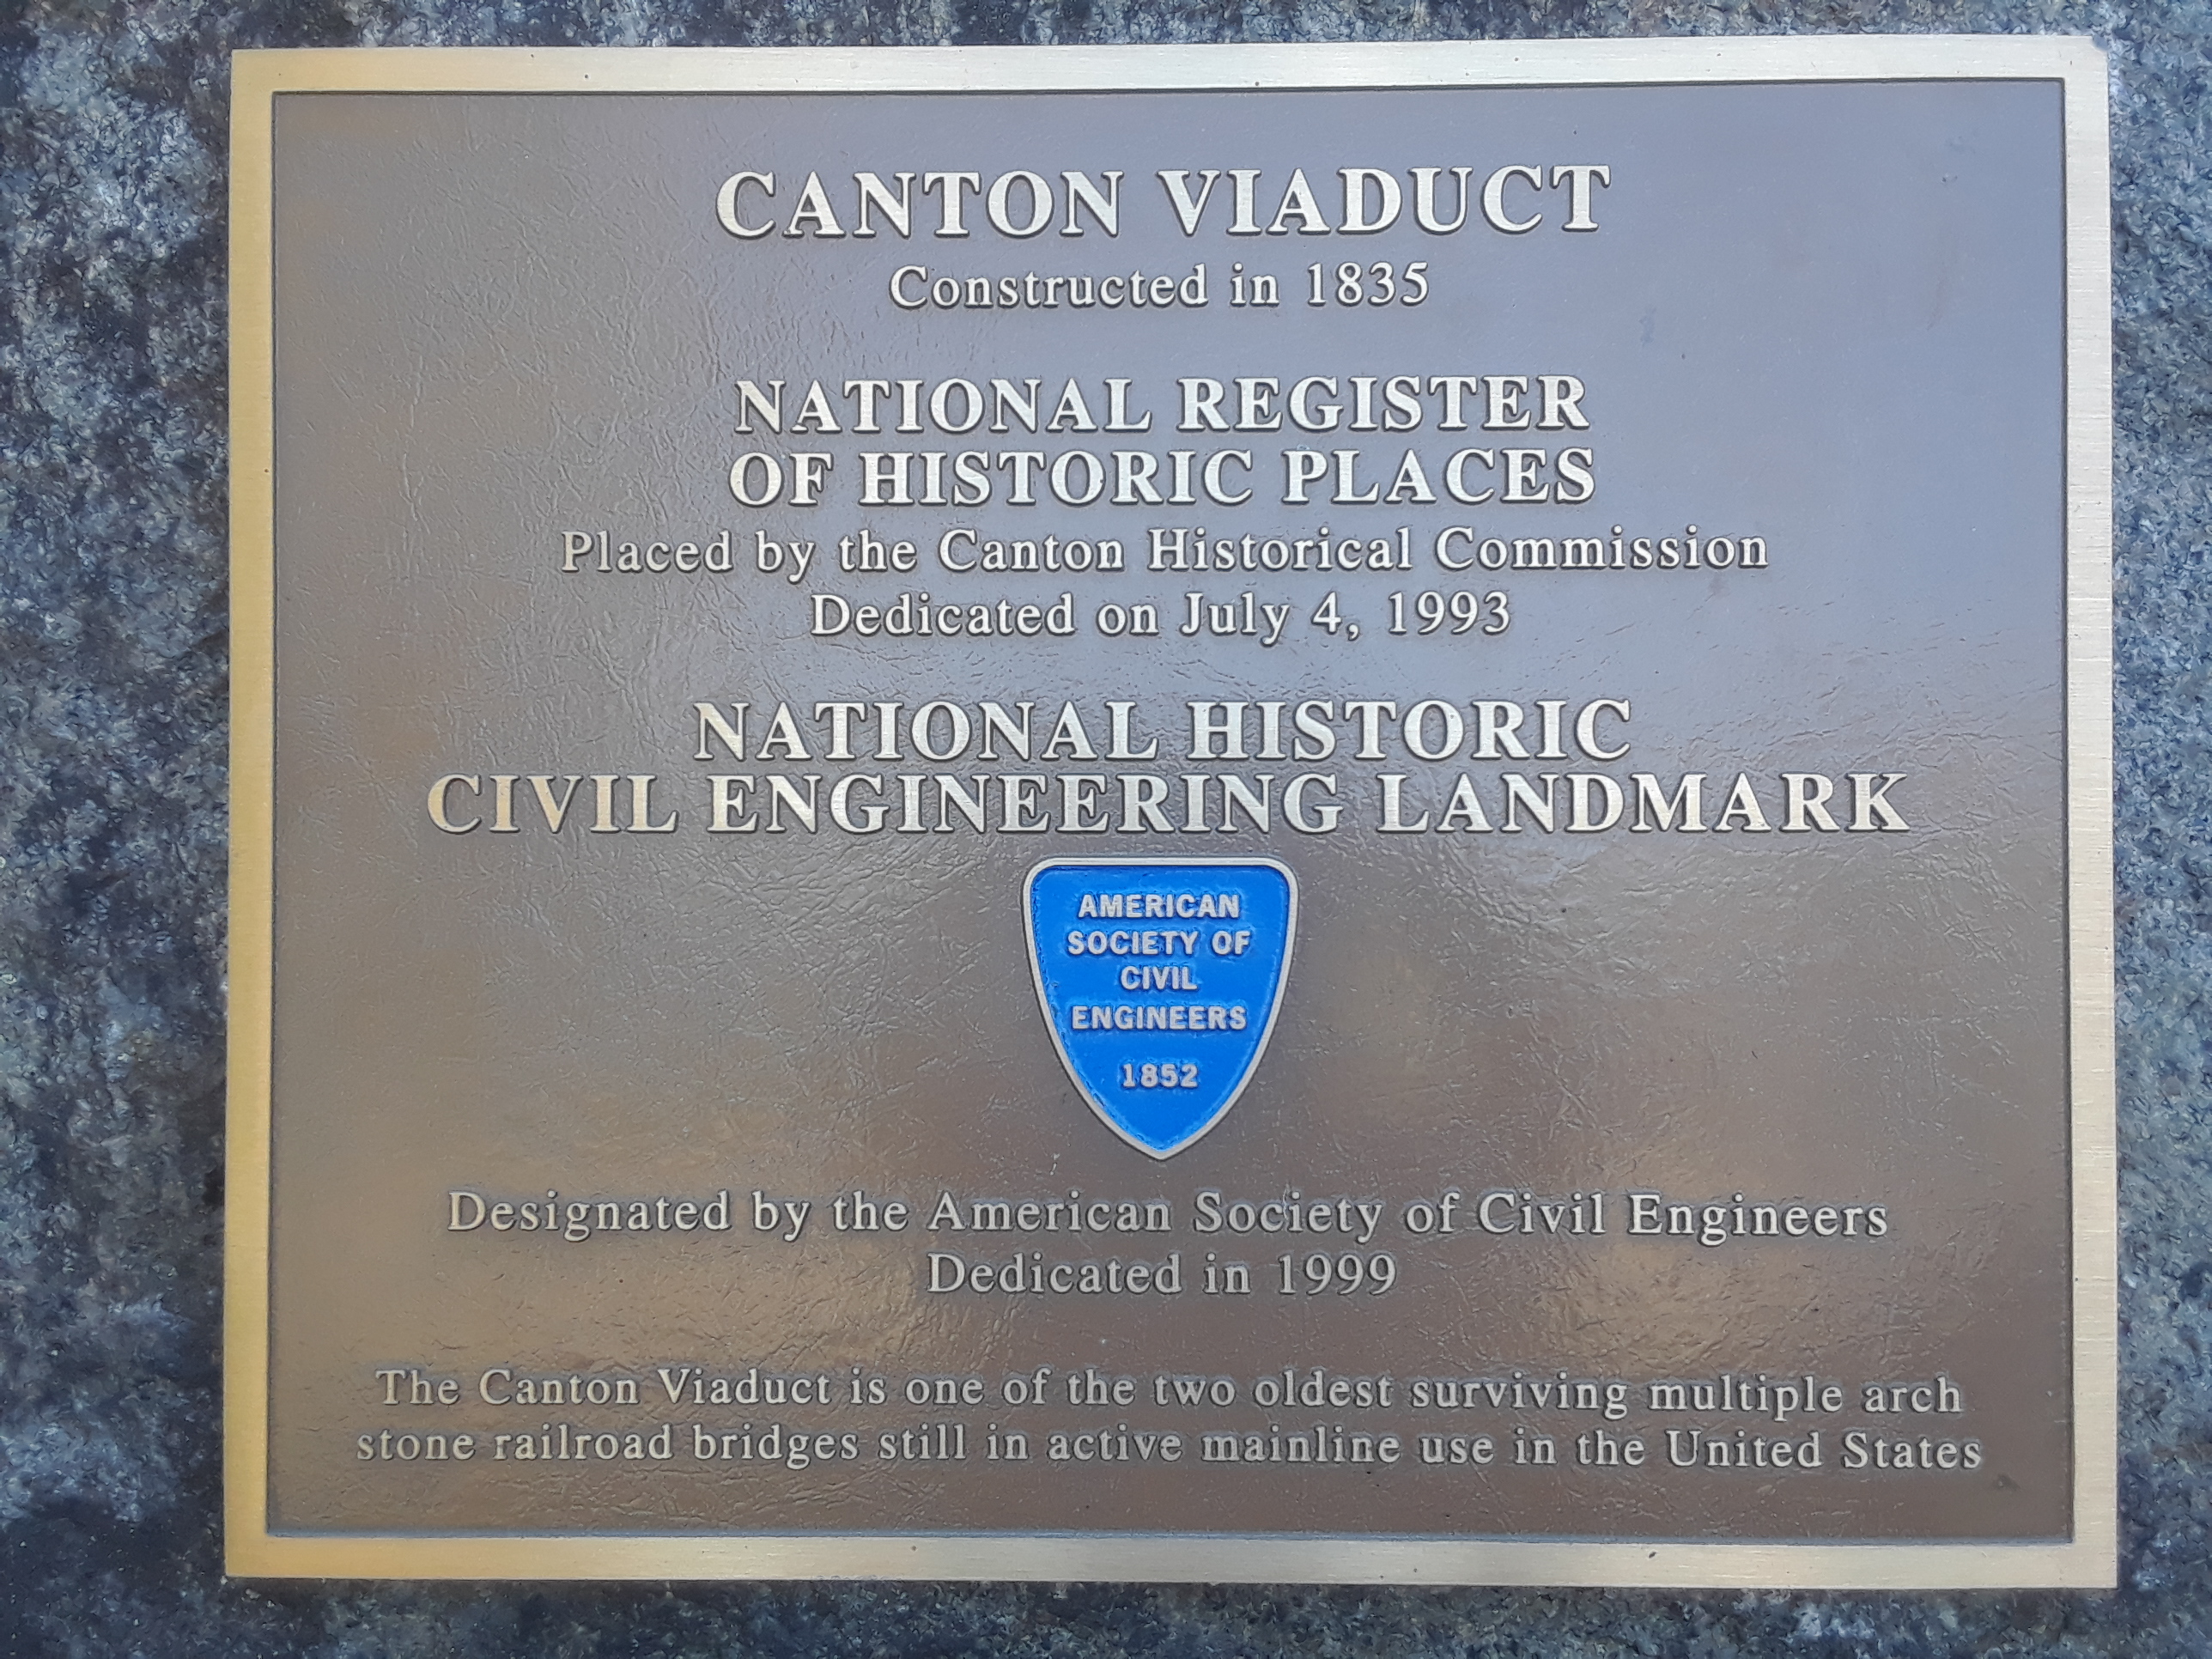 CANTON VIADUCT
Constructed in 1835
NATIONAL REGISTER
OF HISTORIC PLACES
Placed by the Canton Historical Commission
Dedicated on July 4, 1993
NATIONAL HISTORIC
CIVIL ENGINEERING LANDMARK
AMERICAN
SOCIETY OF
CIVIL
ENGINEERS
1852
Designated by the American Society of Civil Engineers
Dedicated in 1999
The Canton Viaduct is one of the two oldest surviving multiple arch
stone railroad bridges still in active mainline use in the United States